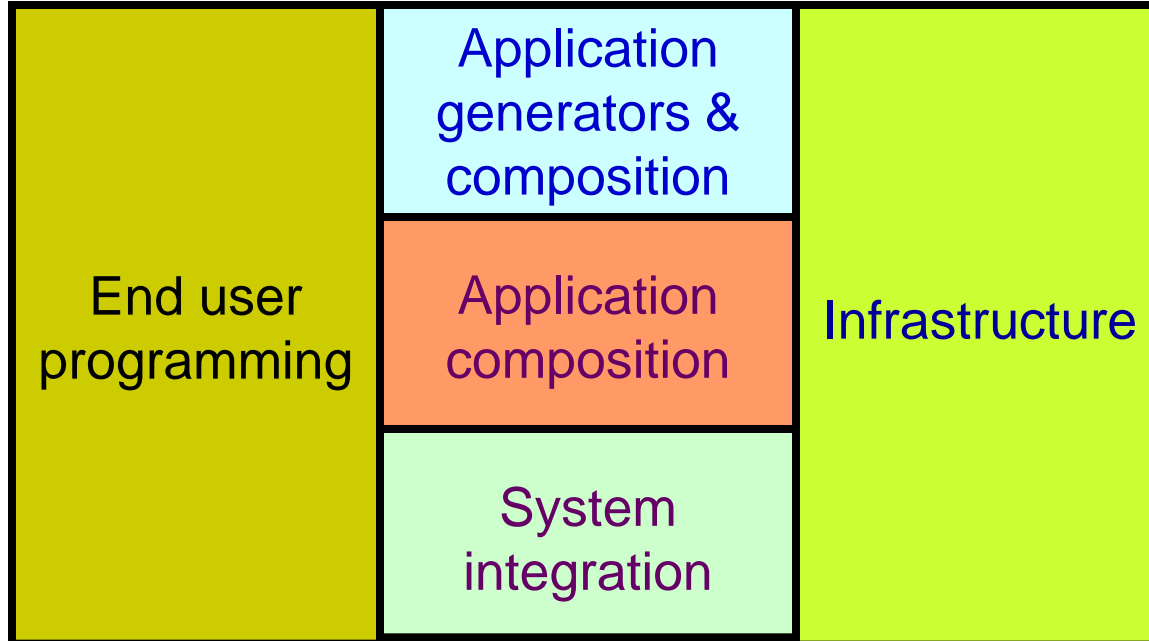 End user
programming
Application
generators &
composition
Application
composition
System
integration
Infrastructure